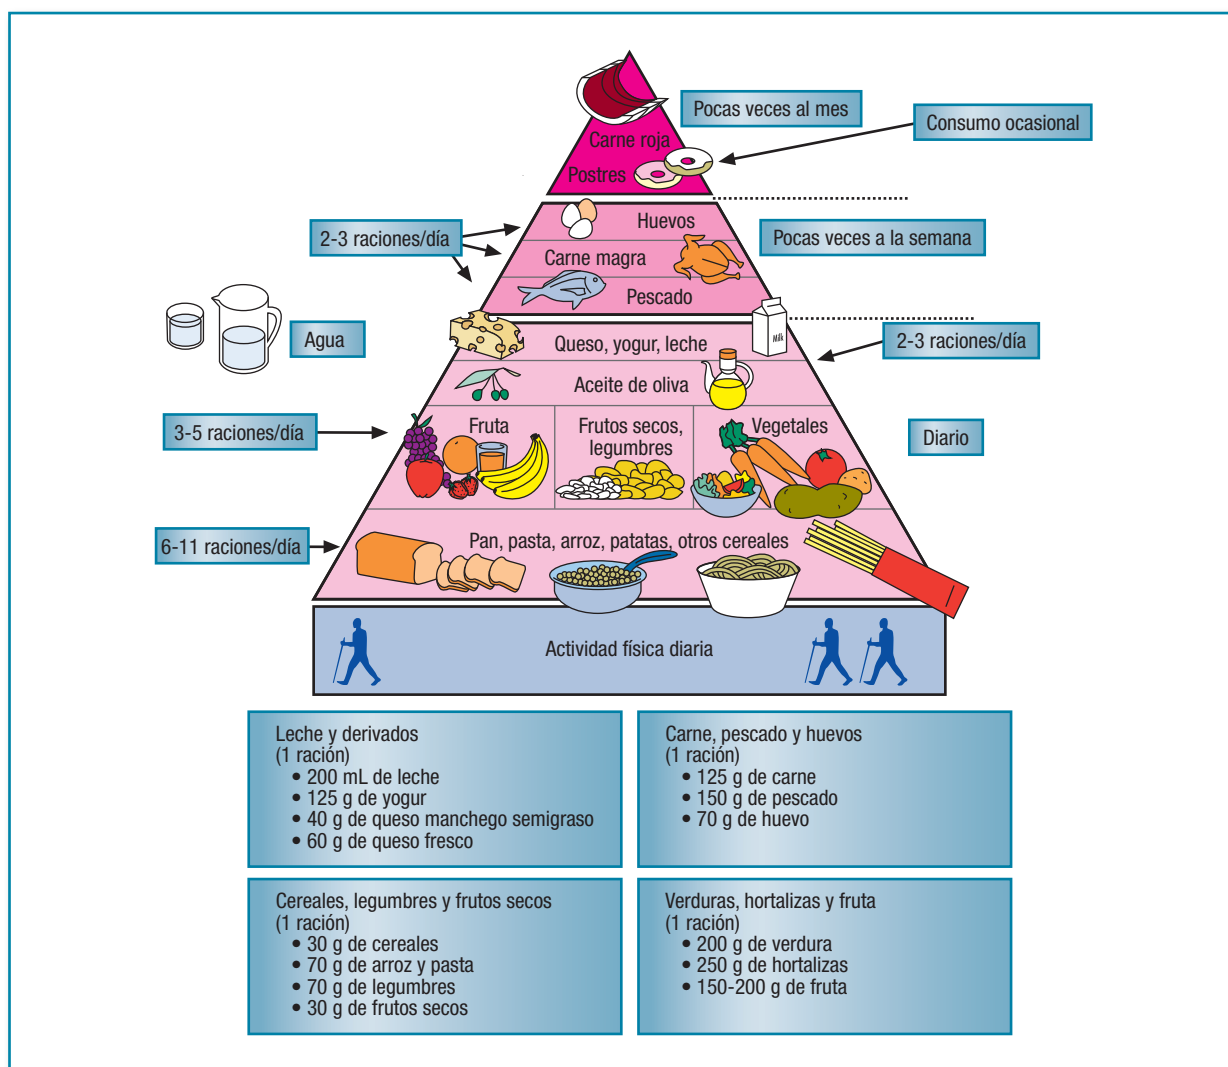 Pocas veces al mes
Consumo ocasional
Carne roja
Postres
2-3 raciones/día
Huevos
Pocas veces a la semana
Carne magra
Pescado
Agua
Queso, yogur, leche
Milk
2-3 raciones/día
Aceite de oliva
3-5 raciones/día
Fruta
Frutos secos,
legumbres
Vegetales
Diario
6-11 raciones/día
Pan, pasta, arroz, patatas, otros cereales
Actividad física diaria
Leche y derivados
(1 ración)
• 200 mL de leche
• 125 g de yogur
• 40 g de queso manchego semigraso
• 60 g de queso fresco
Carne, pescado y huevos
(1 ración)
• 125 g de carne
• 150 g de pescado
• 70 g de huevo
Cereales, legumbres y frutos secos
(1 ración)
• 30 g de cereales
• 70 g de arroz y pasta
• 70 g de legumbres
• 30 g de frutos secos
Verduras, hortalizas y fruta
(1 ración)
• 200 g de verdura
• 250 g de hortalizas
• 150-200 g de fruta